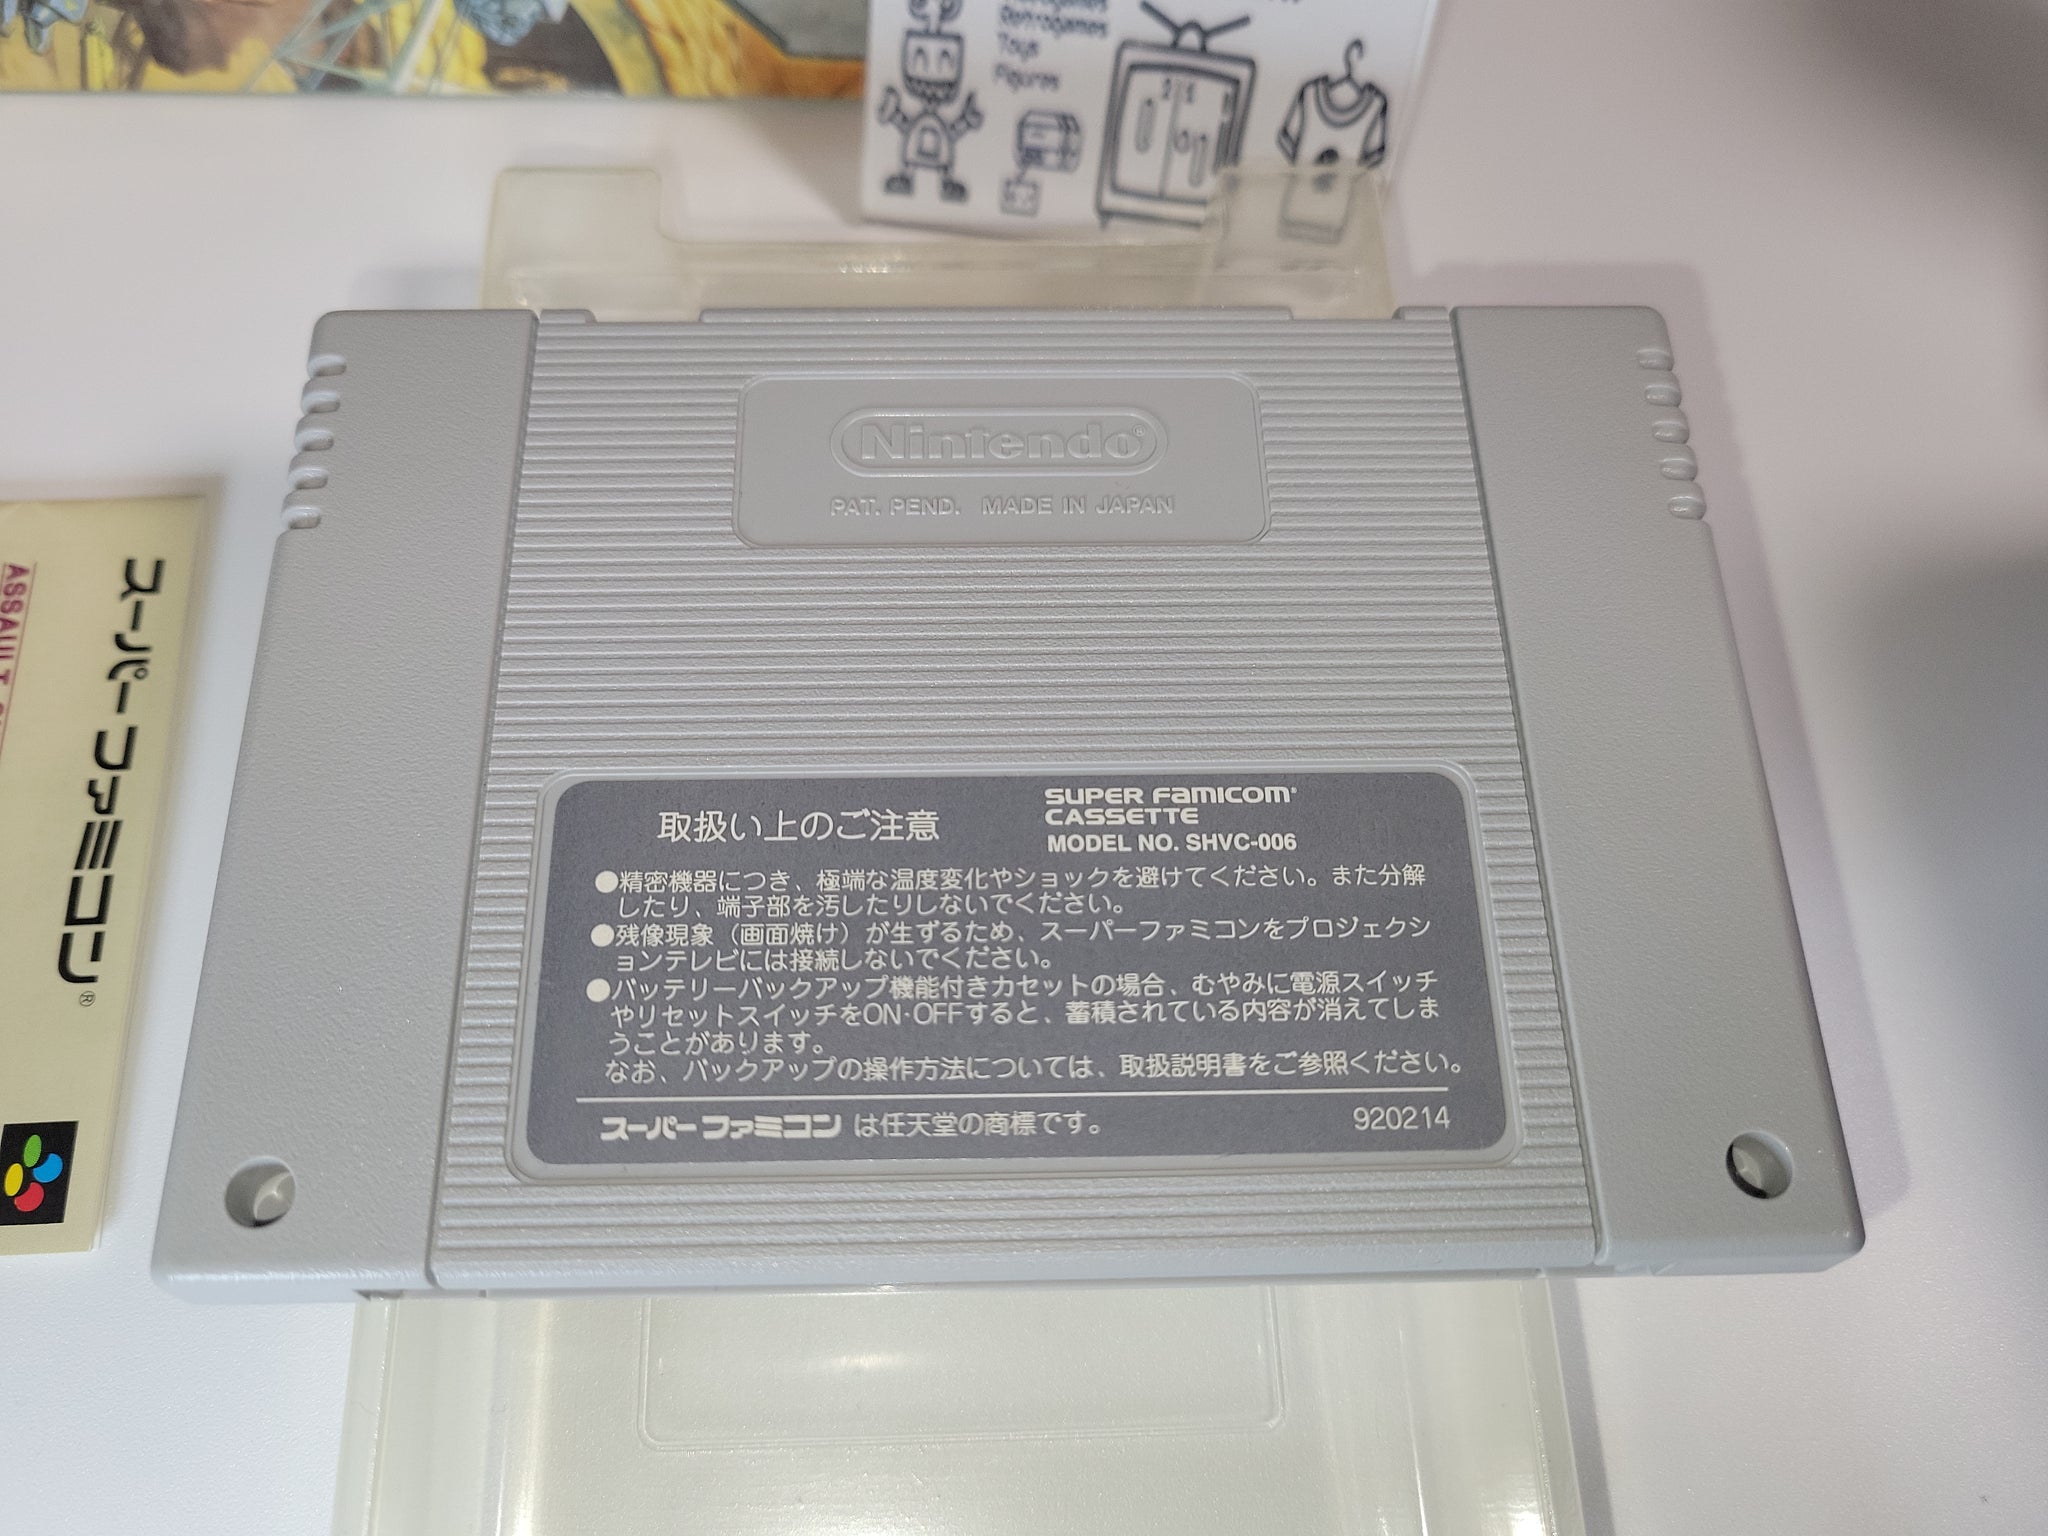 Retrogames
Toys
Figures
Nintendo®
PAT. PEND. MADE IN JAPAN
スーパーファミコン®
ASSAULT
取扱い上のご注意
SUPER FAMICOM®
CASSETTE
MODEL NO. SHVC-006
●精密機器につき、極端な温度変化やショックを避けてください。また分解
したり、端子部を汚したりしないでください。
●残像現象(画面焼け)が生ずるため、スーパーファミコンをプロジェクシ
ョンテレビには接続しないでください。
●バッテリーバックアップ機能付きカセットの場合、むやみに電源スイッチ
やリセットスイッチをON·OFFすると、蓄積されている内容が消えてしま
うことがあります。
なお、バックアップの操作方法については、取扱説明書をご参照ください。
スーパーファミコン は任天堂の商標です。
920214